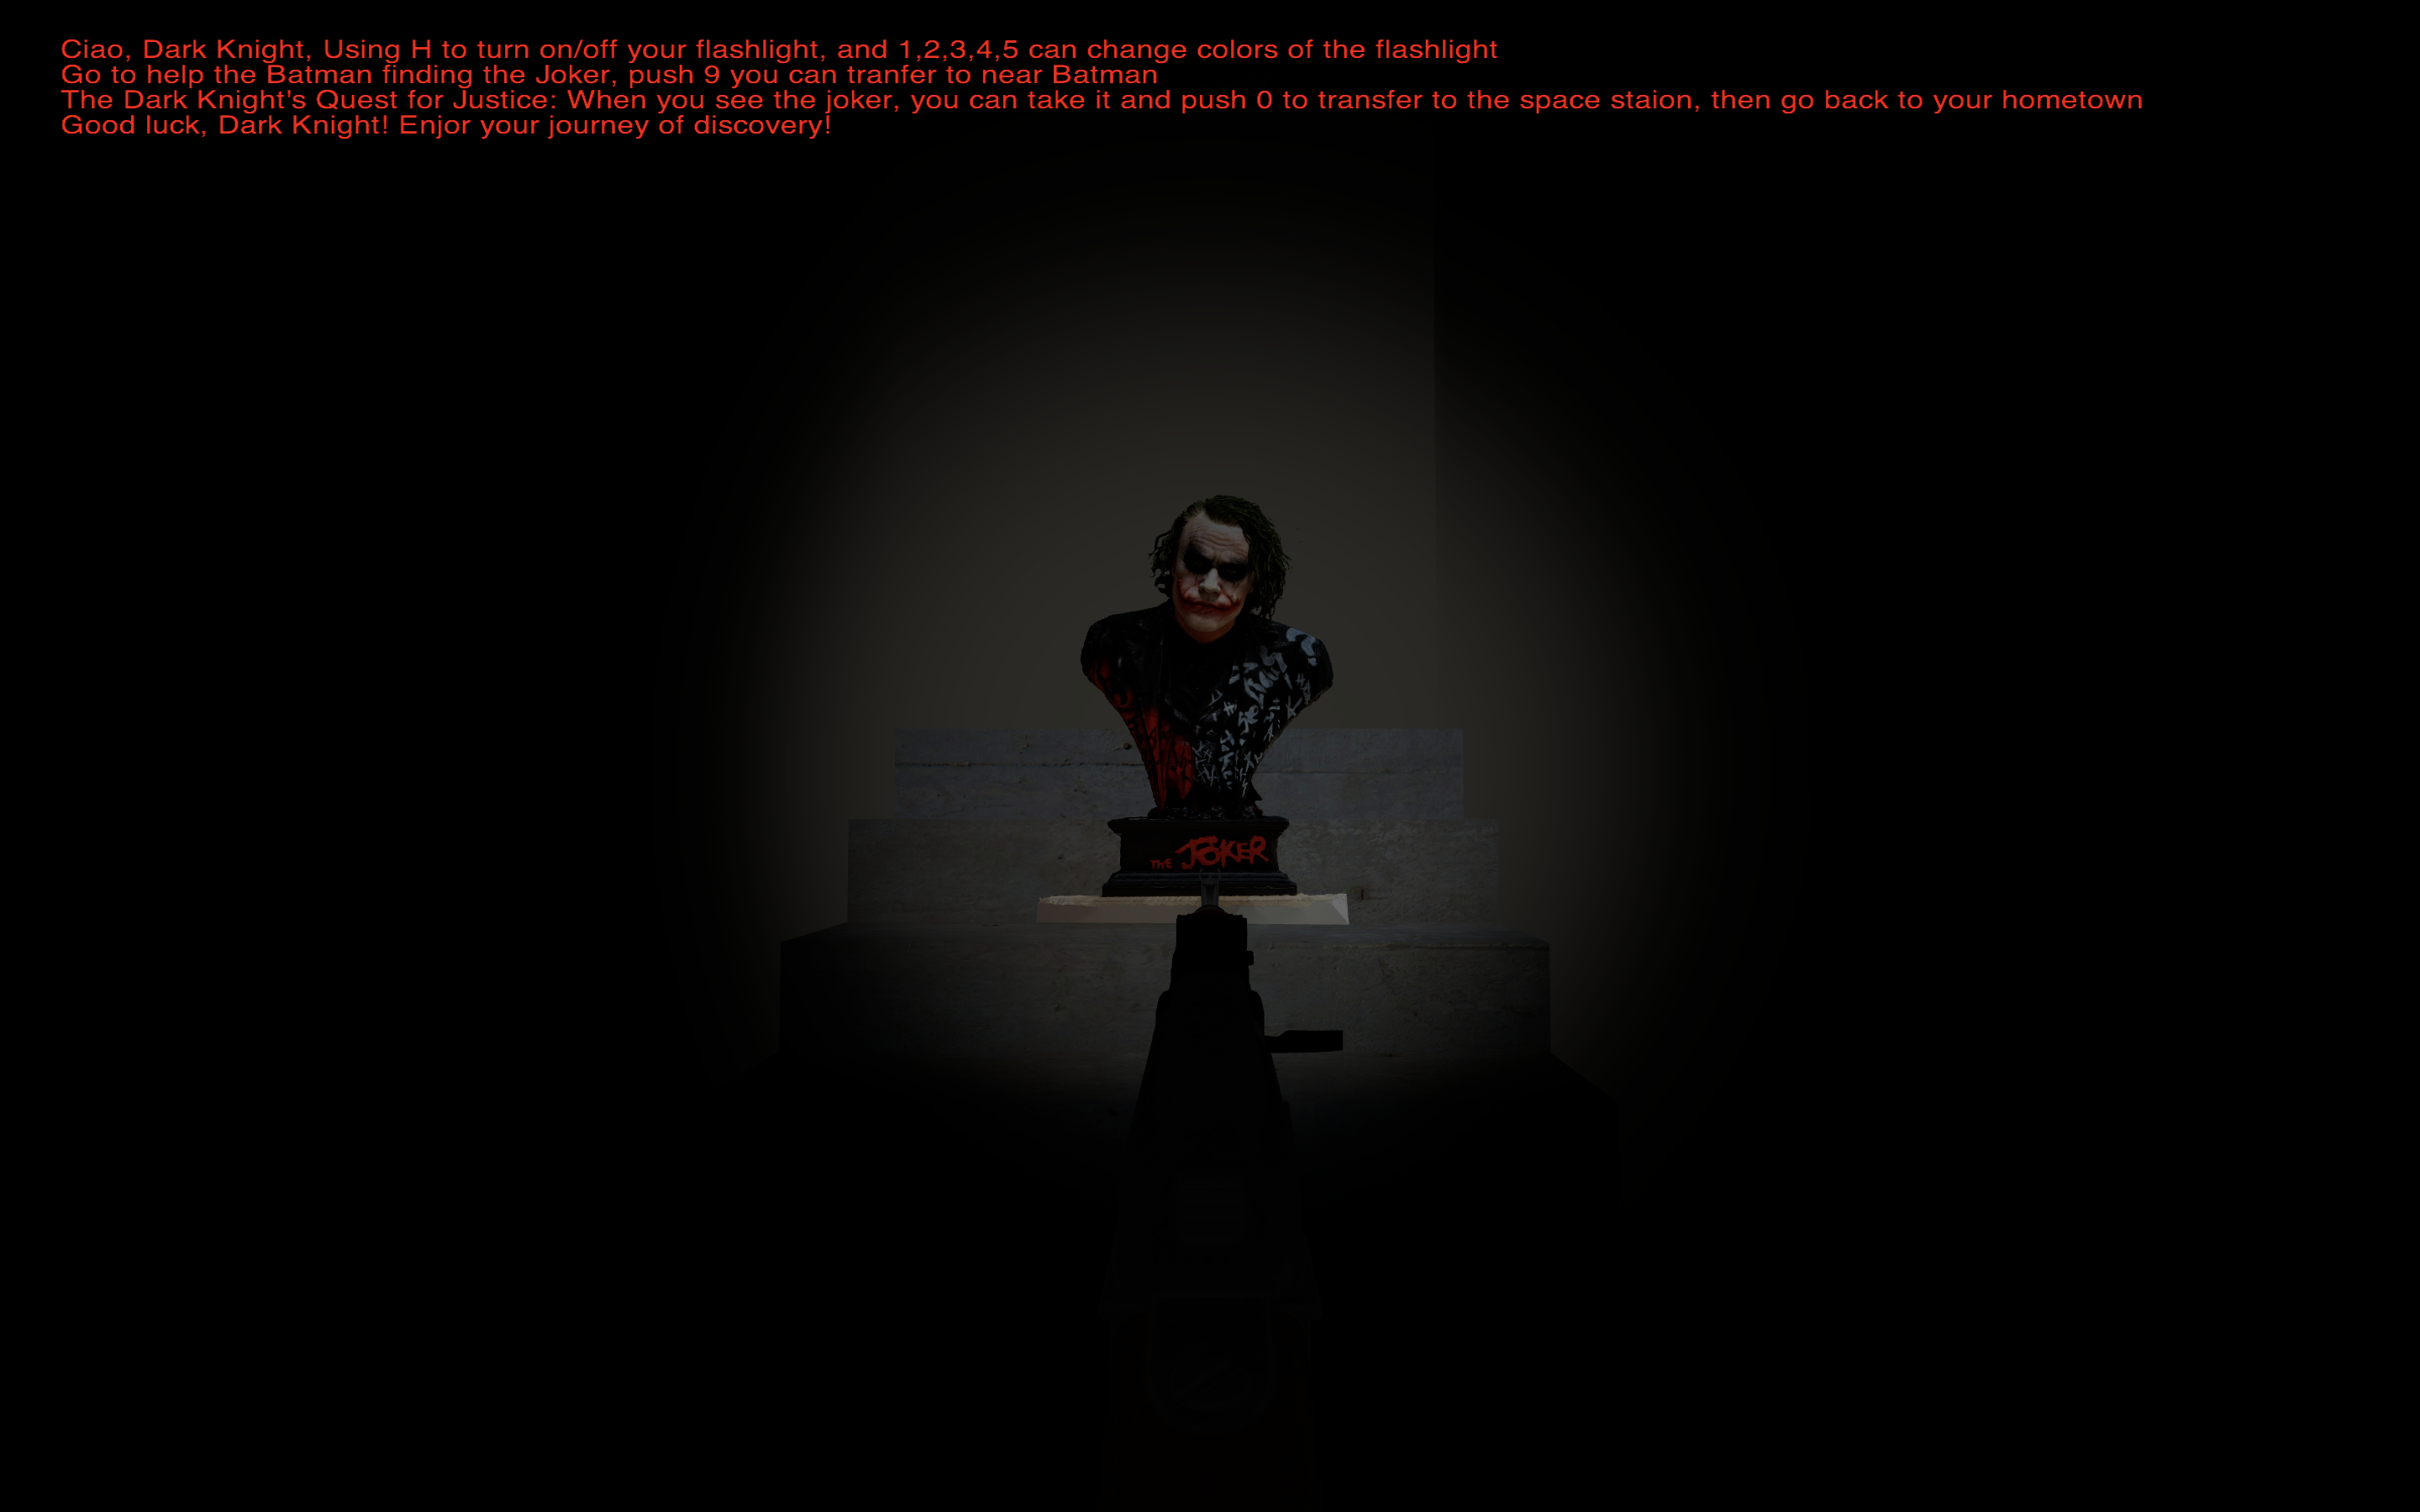 Ciao, Dark Knight, Using H to turn on/off your flashlight, and 1,2,3,4,5 can change colors of the flashlight
Go to help the Batman finding the Joker, push 9 you can tranfer to near Batman
The Dark Knight's Quest for Justice: When you see the joker, you can take it and push 0 to transfer to the space staion, then go back to your hometown
Good luck, Dark Knight! Enjor your journey of discovery!
THE JOKER